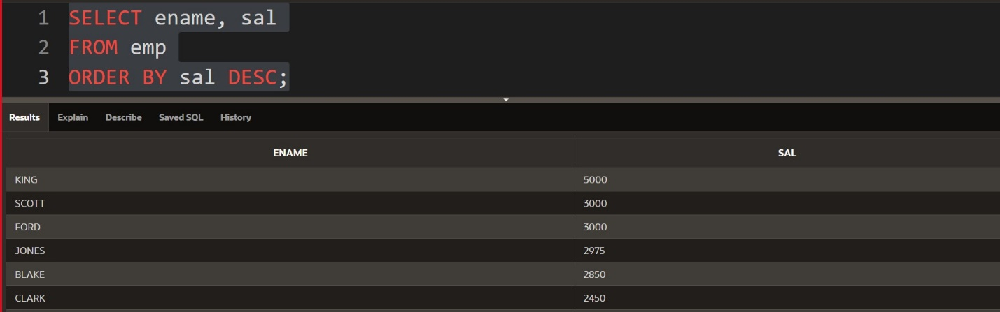 1 SELECT ename, sal
2 FROM emp
3 ORDER BY sal DESC;
Results Explain Describe Saved SQL History
ENAME SAL
KING 5000
SCOTT 3000
FORD 3000
JONES 2975
BLAKE 2850
CLARK 2450